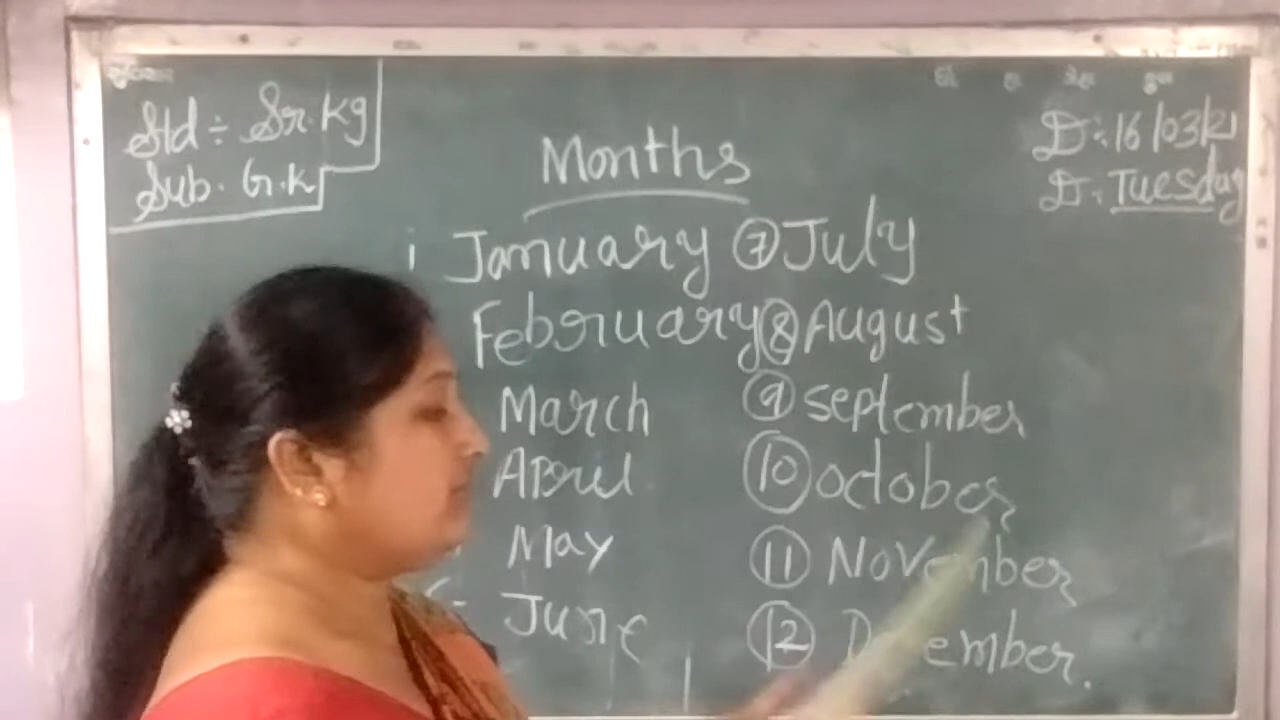 Std ÷ Sr. Kg
Sub. G.K
D:16/03/21
D. Tuesday
Months
1 January
February
March
April
May
6- June
⑦ July
⑧ August
⑨ september
⑩ october
⑪ November
⑫ December.